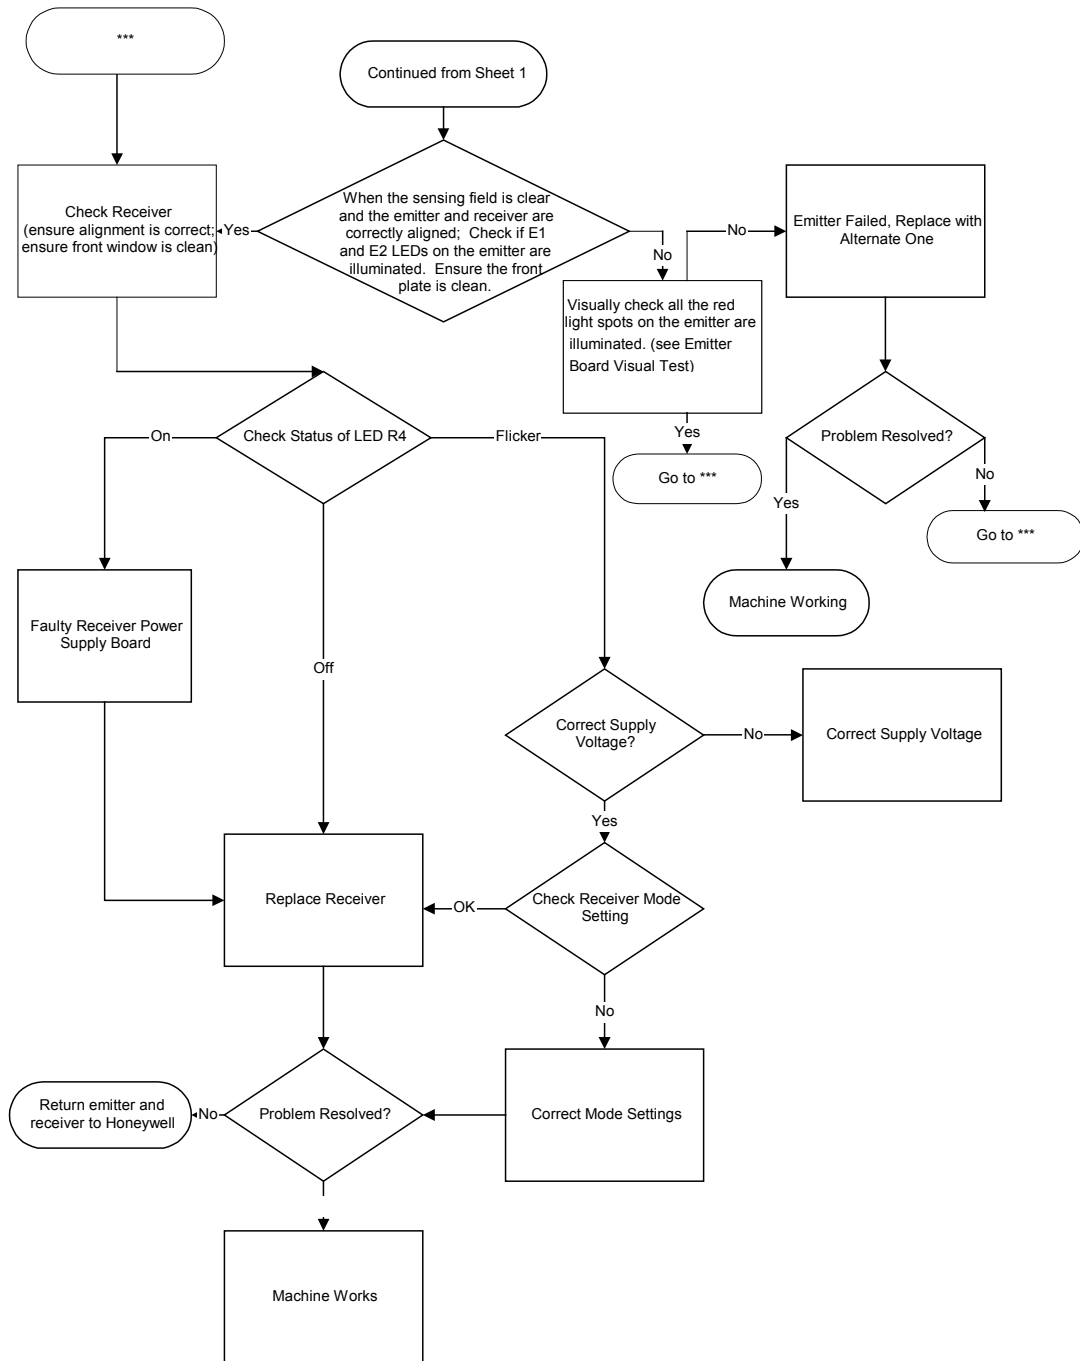 ***
Continued from Sheet 1
When the sensing field is clear
and the emitter and receiver are
correctly aligned;  Check if E1
and E2 LEDs on the emitter are
illuminated.  Ensure the front
plate is clean.
Yes
Check Receiver
(ensure alignment is correct;
ensure front window is clean)
No
Visually check all the red
light spots on the emitter are
illuminated. (see Emitter
Board Visual Test)
No
Emitter Failed, Replace with
Alternate One
Yes
Go to ***
Problem Resolved?
No
Go to ***
Yes
Machine Working
Check Status of LED R4
On
Flicker
Off
Faulty Receiver Power
Supply Board
Correct Supply
Voltage?
No
Correct Supply Voltage
Yes
Check Receiver Mode
Setting
OK
Replace Receiver
No
Correct Mode Settings
Problem Resolved?
No
Return emitter and
receiver to Honeywell
Machine Works